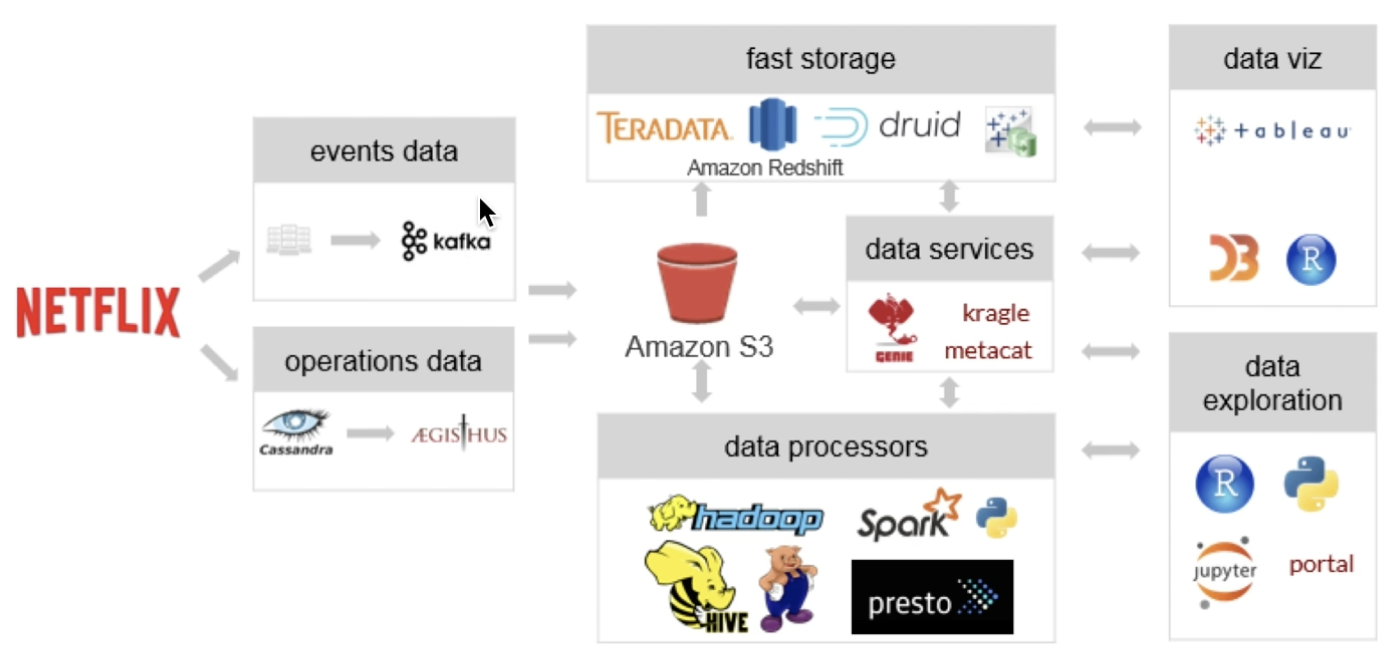 NETFLIX
events data
kafka
operations data
Cassandra
ÆGISTHUS
fast storage
TERADATA.
druid
Amazon Redshift
Amazon S3
data services
GENIE
kragle
metacat
data processors
hadoop
Spark
HIVE
presto
data viz
+ a b l e a u
D3
R
data
exploration
R
jupyter
portal